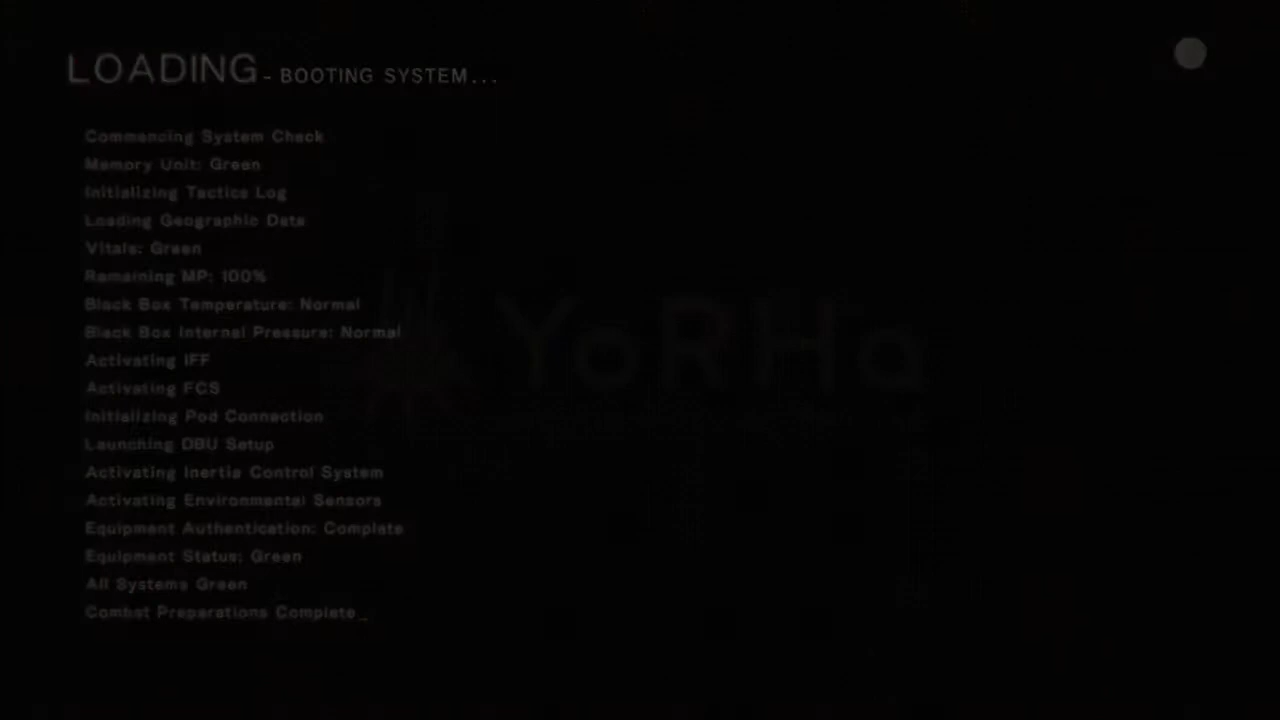 LOADING - BOOTING SYSTEM...
Commencing System Check
Memory Unit: Green
Initializing Tactics Log
Loading Geographic Data
Vitals: Green
Remaining MP: 100%
Black Box Temperature: Normal
Black Box Internal Pressure: Normal
Activating IFF
Activating FCS
Initializing Pod Connection
Launching DBU Setup
Activating Inertia Control System
Activating Environmental Sensors
Equipment Authentication: Complete
Equipment Status: Green
All Systems Green
Combat Preparations Complete_
YoRHa